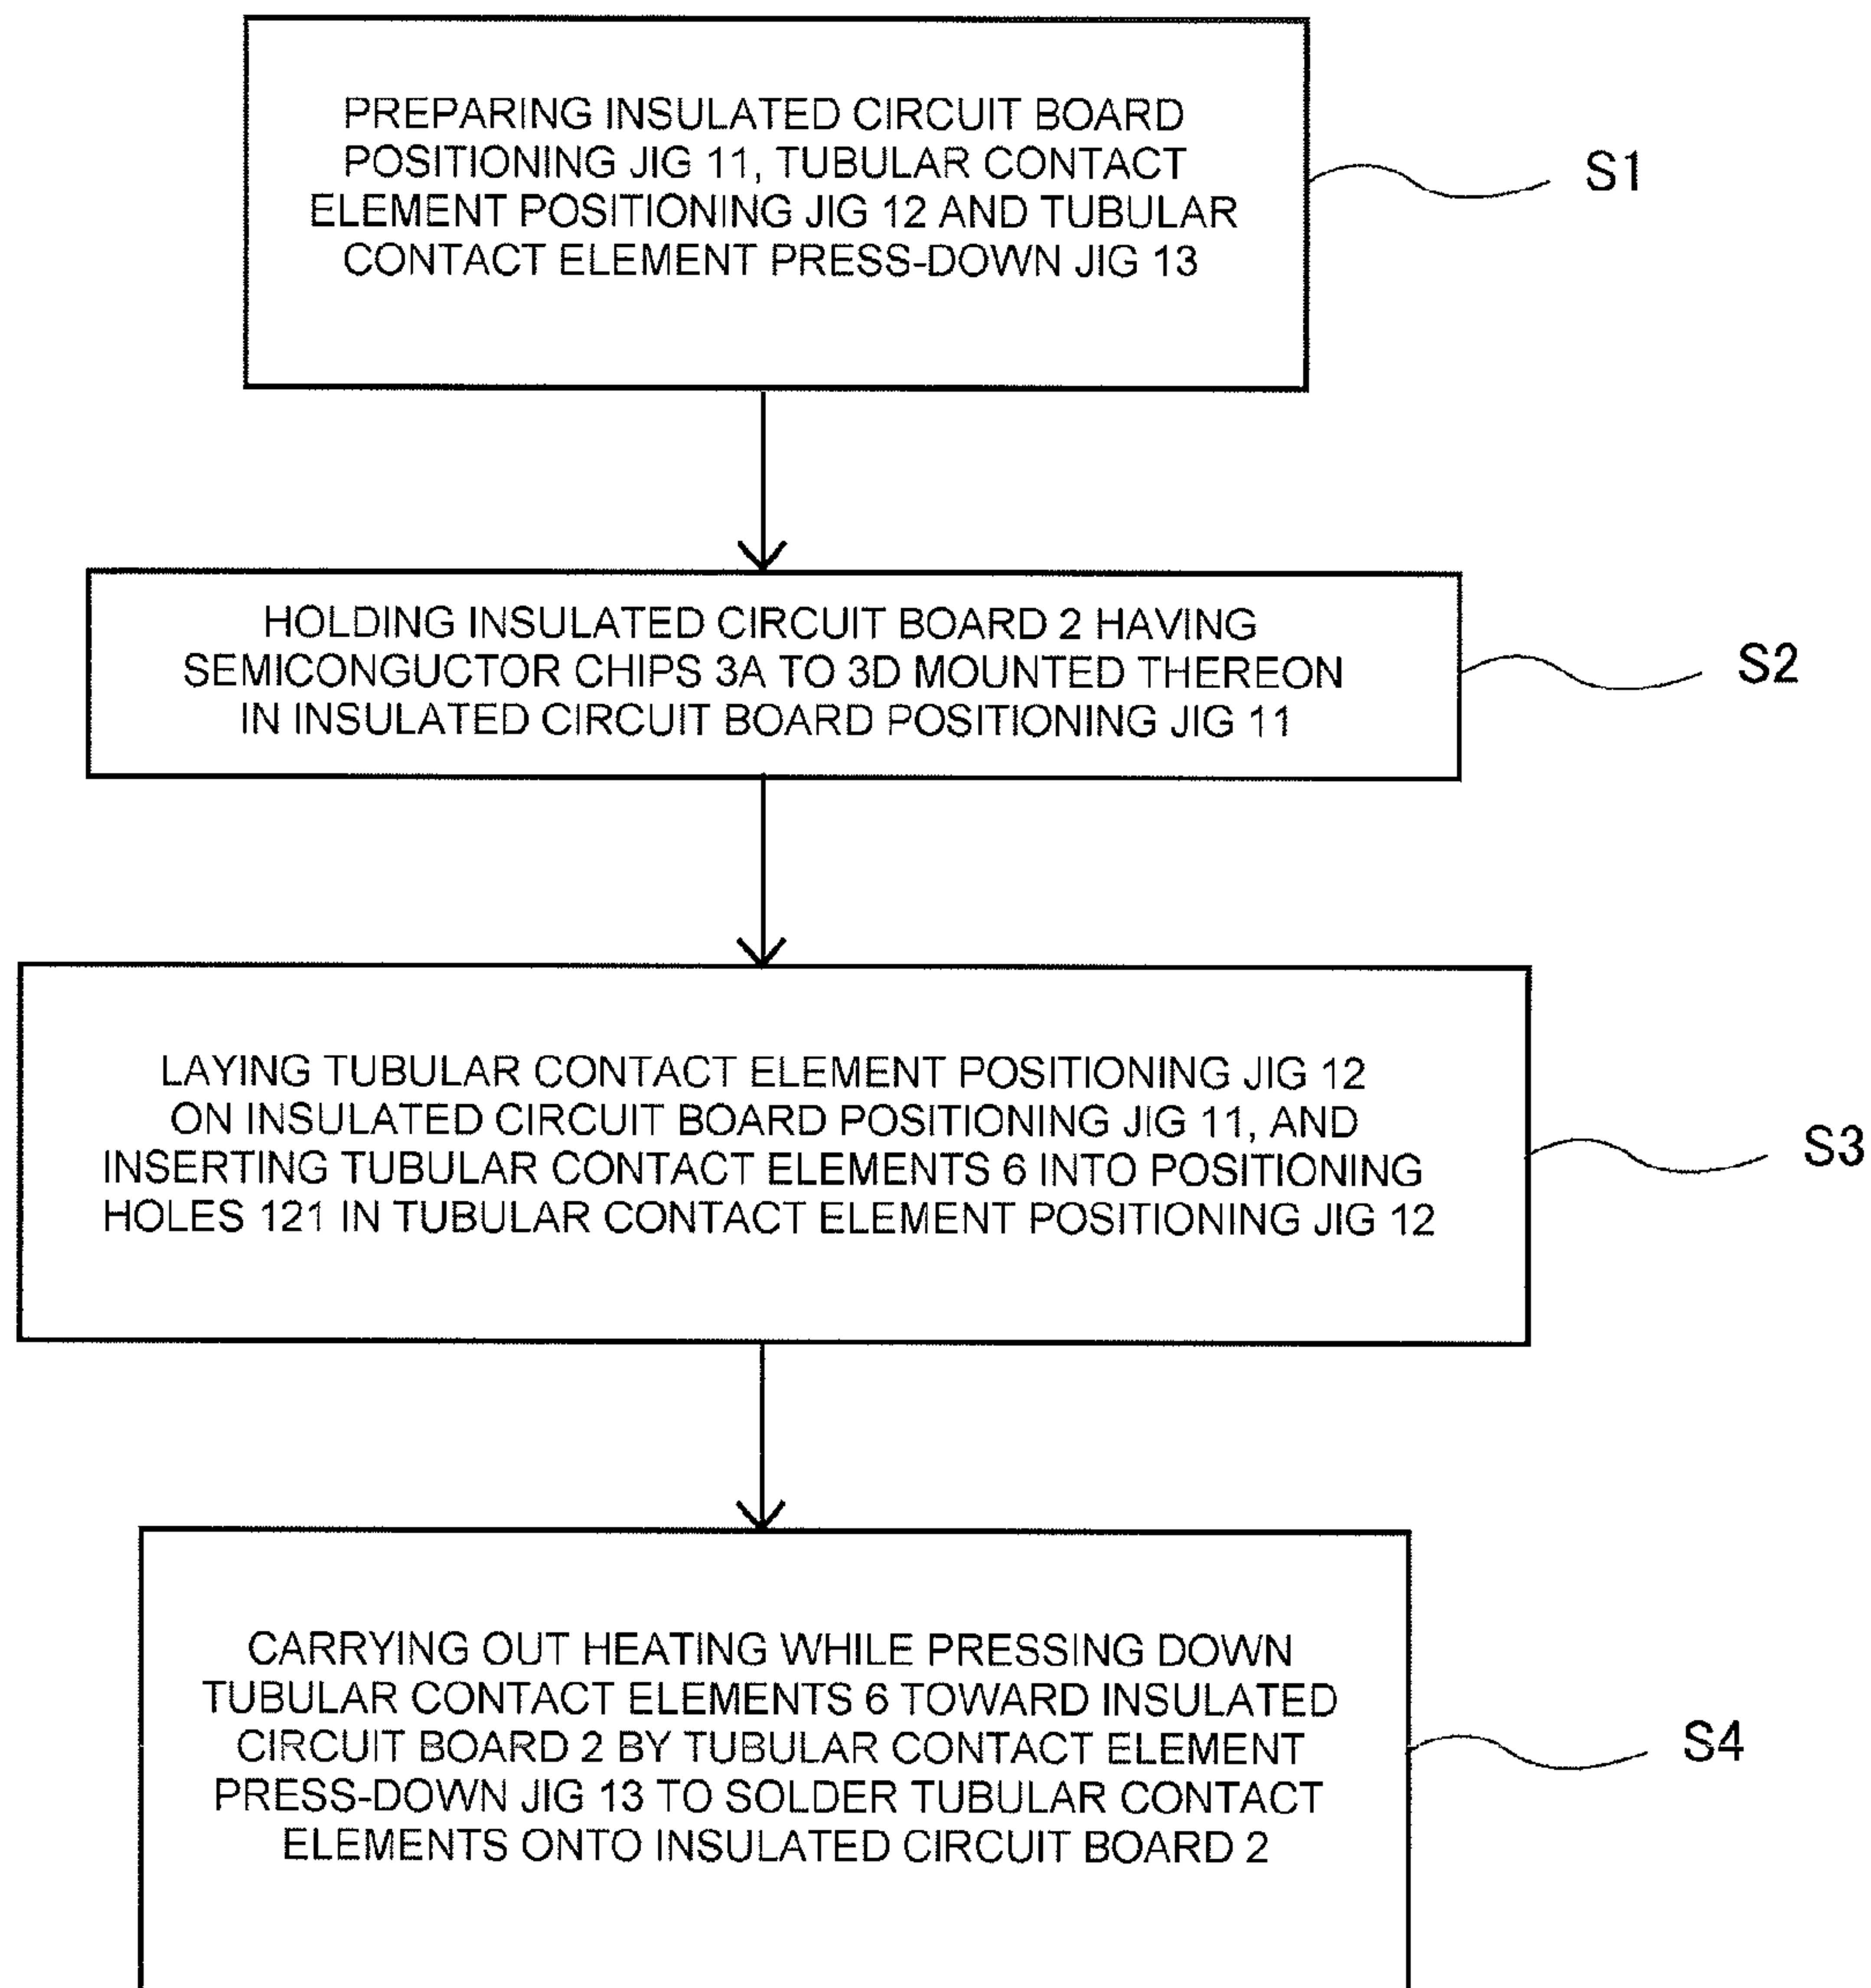 PREPARING INSULATED CIRCUIT BOARD
POSITIONING JIG 11, TUBULAR CONTACT
ELEMENT POSITIONING JIG 12 AND TUBULAR
CONTACT ELEMENT PRESS-DOWN JIG 13
S1
HOLDING INSULATED CIRCUIT BOARD 2 HAVING
SEMICONGUCTOR CHIPS 3A TO 3D MOUNTED THEREON
IN INSULATED CIRCUIT BOARD POSITIONING JIG 11
S2
LAYING TUBULAR CONTACT ELEMENT POSITIONING JIG 12
ON INSULATED CIRCUIT BOARD POSITIONING JIG 11, AND
INSERTING TUBULAR CONTACT ELEMENTS 6 INTO POSITIONING
HOLES 121 IN TUBULAR CONTACT ELEMENT POSITIONING JIG 12
S3
CARRYING OUT HEATING WHILE PRESSING DOWN
TUBULAR CONTACT ELEMENTS 6 TOWARD INSULATED
CIRCUIT BOARD 2 BY TUBULAR CONTACT ELEMENT
PRESS-DOWN JIG 13 TO SOLDER TUBULAR CONTACT
ELEMENTS ONTO INSULATED CIRCUIT BOARD 2
S4